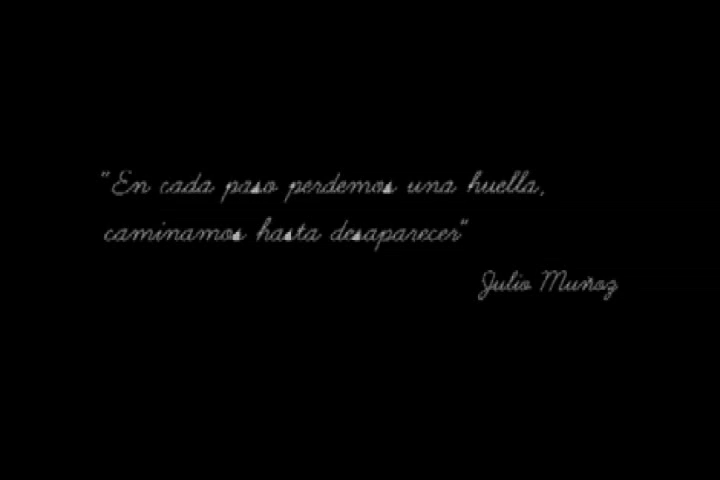 "En cada paso perdemos una huella,
caminamos hasta desaparecer"
Julio Muñoz